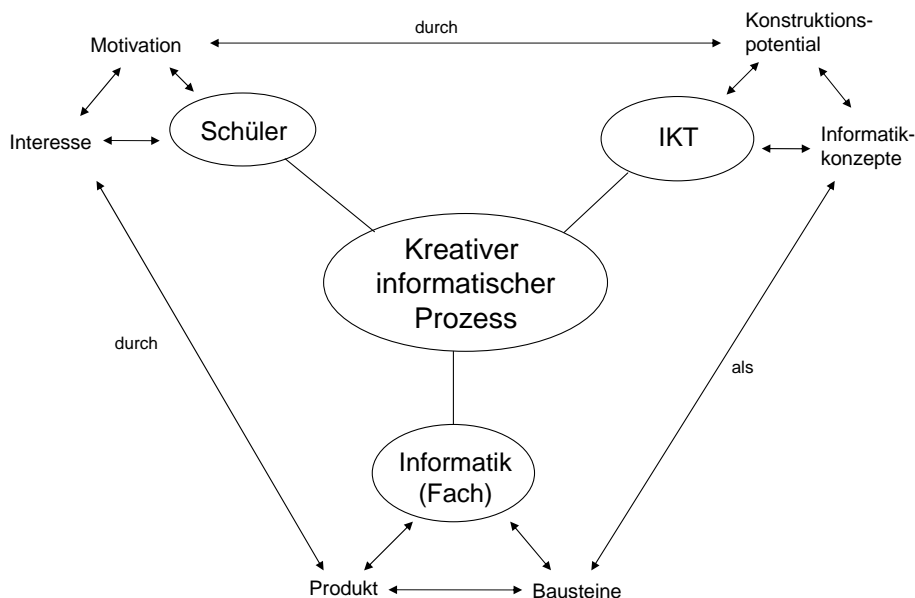 durch
Konstruktions-
potential
Motivation
Schüler
IKT
Interesse
Informatik-
konzepte
Kreativer
informatischer
Prozess
durch
als
Informatik
(Fach)
Produkt
Bausteine